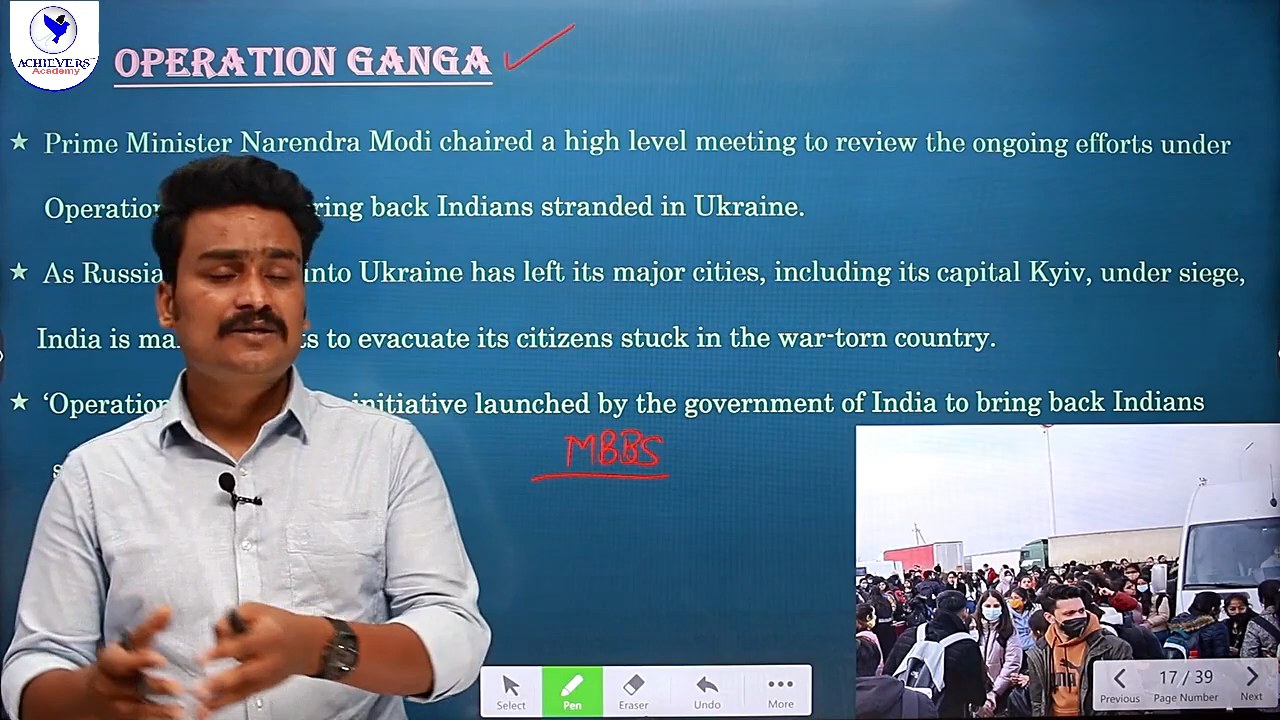 ACHIEVERS
Academy
OPERATION GANGA
★ Prime Minister Narendra Modi chaired a high level meeting to review the ongoing efforts under
Operation ring back Indians stranded in Ukraine.
★ As Russia into Ukraine has left its major cities, including its capital Kyiv, under siege,
India is ma ts to evacuate its citizens stuck in the war-torn country.
★ ‘Operation initiative launched by the government of India to bring back Indians
MBBS
Select
Pen
Eraser
Undo
More
Previous
17 / 39
Page Number
Next